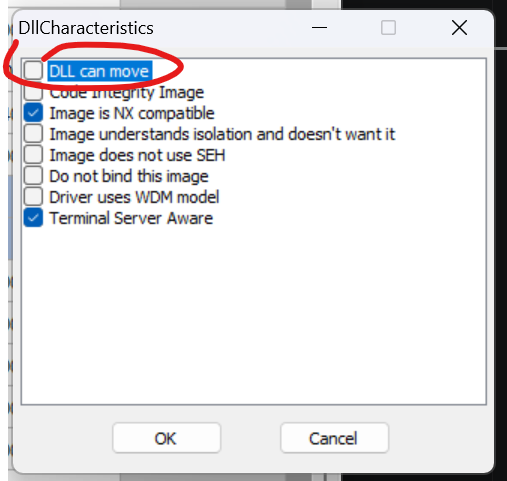 DllCharacteristics
DLL can move
Code Integrity Image
Image is NX compatible
Image understands isolation and doesn't want it
Image does not use SEH
Do not bind this image
Driver uses WDM model
Terminal Server Aware
OK
Cancel